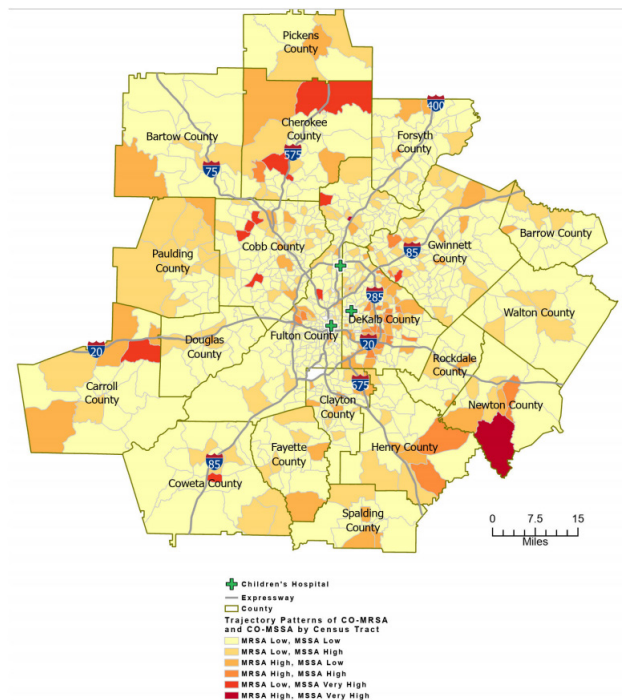 Pickens
County
400
Cherokee
County
Bartow County
Forsyth
County
575
75
Gwinnett
County
Barrow County
Cobb County
Paulding
County
85
Walton County
285
DeKalb County
Douglas
County
Fulton County
20
20
Rockdale
County
Carroll
County
675
Clayton
County
Newton County
Henry County
Fayette
County
85
Coweta County
Spalding
County
0 7.5 15
Miles
Children's Hospital
Expressway
County
Trajectory Patterns of CO-MRSA
and CO-MSSA by Census Tract
MRSA Low, MSSA Low
MRSA Low, MSSA High
MRSA High, MSSA Low
MRSA High, MSSA High
MRSA Low, MSSA Very High
MRSA High, MSSA Very High